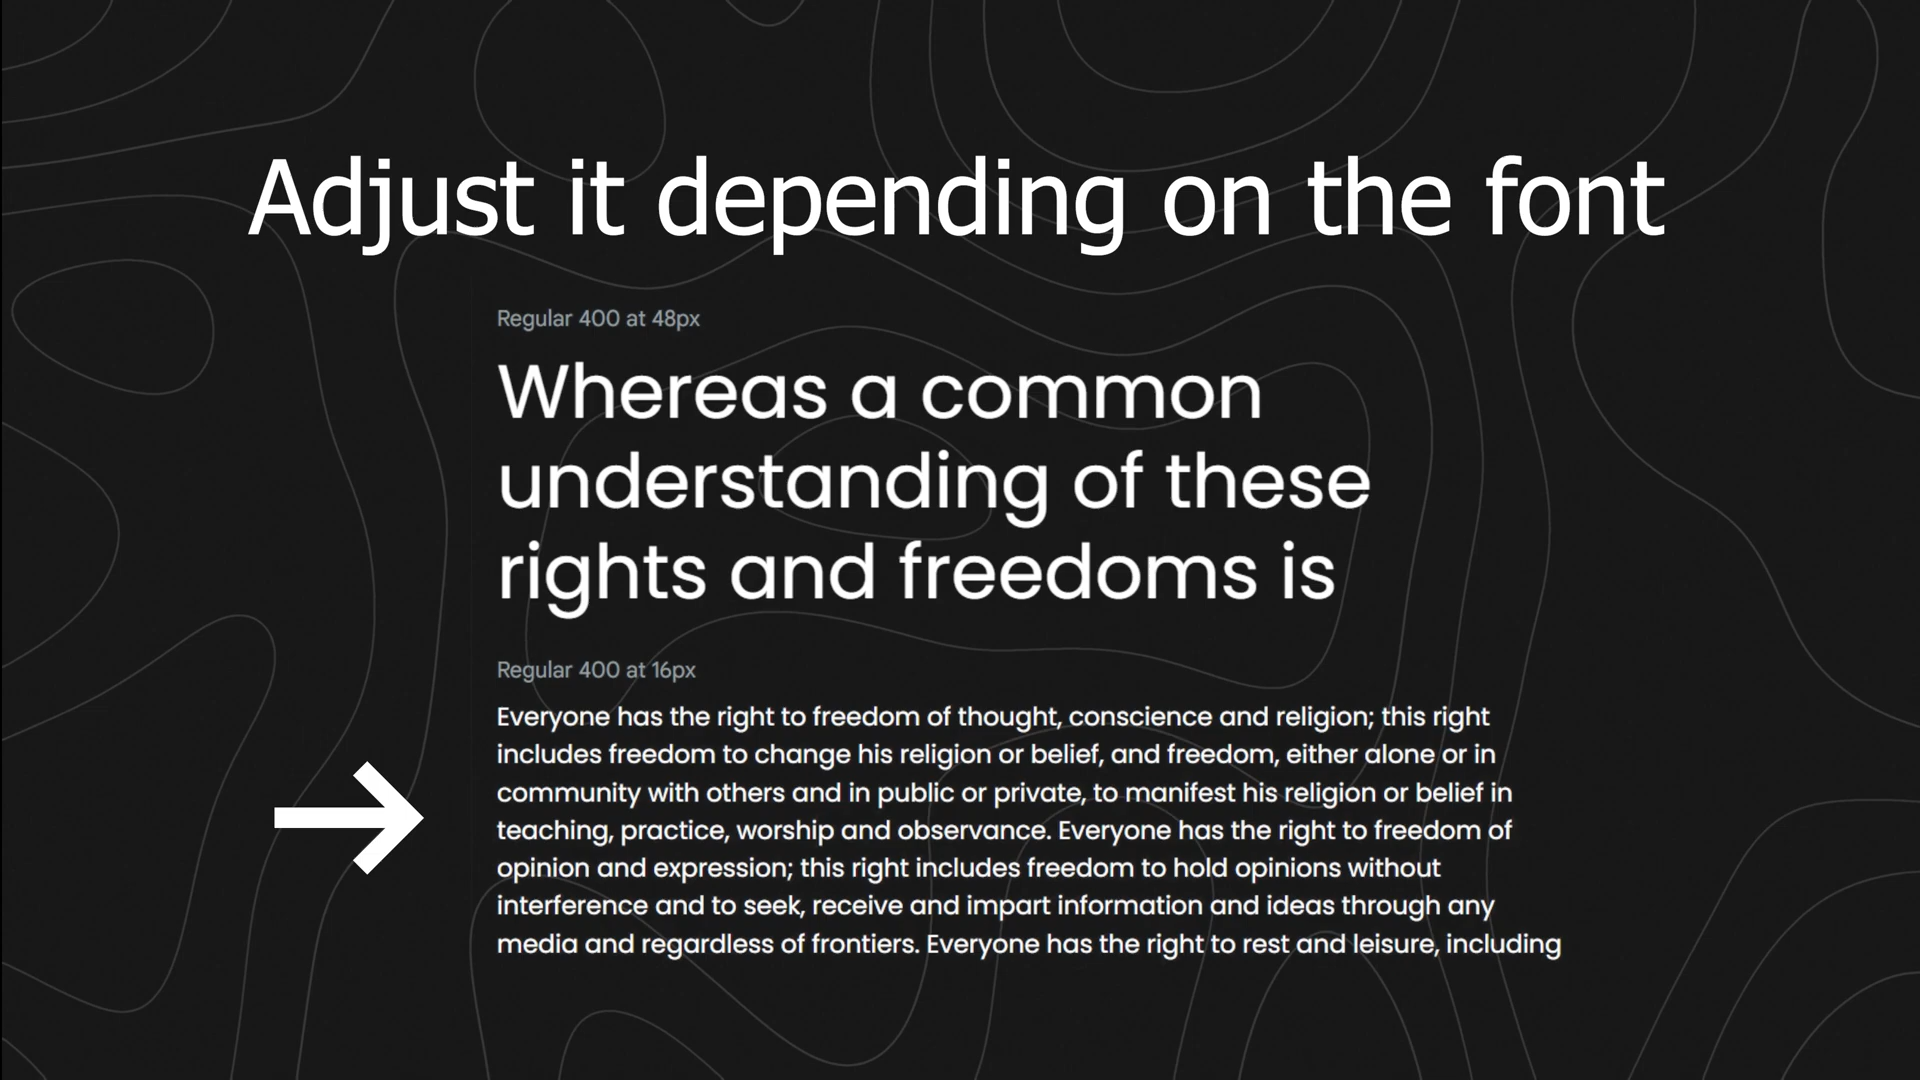 Adjust it depending on the font
Regular 400 at 48px
Whereas a common
understanding of these
rights and freedoms is
Regular 400 at 16px
Everyone has the right to freedom of thought, conscience and religion; this right
includes freedom to change his religion or belief, and freedom, either alone or in
community with others and in public or private, to manifest his religion or belief in
teaching, practice, worship and observance. Everyone has the right to freedom of
opinion and expression; this right includes freedom to hold opinions without
interference and to seek, receive and impart information and ideas through any
media and regardless of frontiers. Everyone has the right to rest and leisure, including